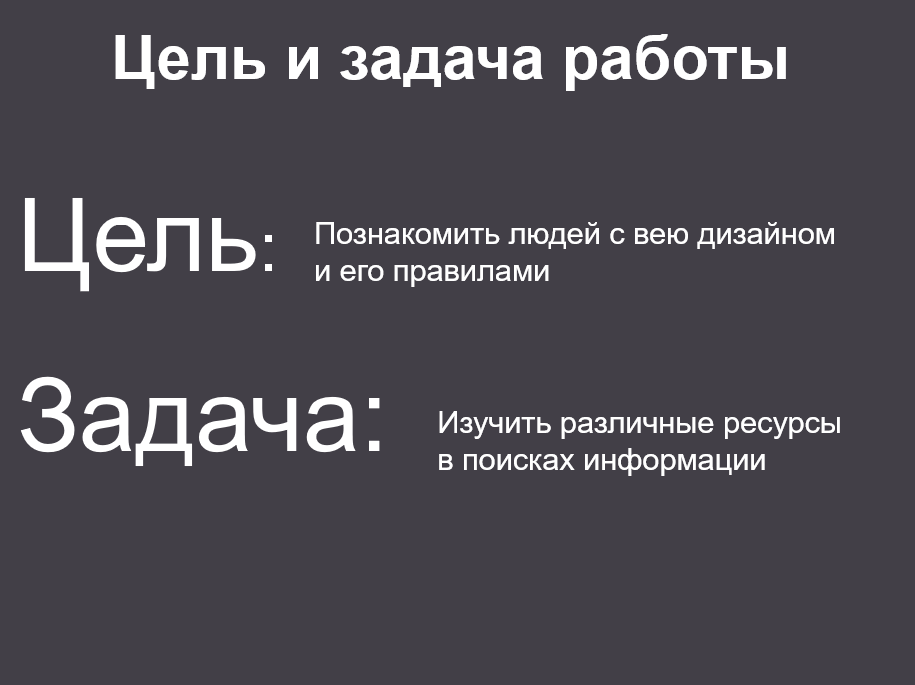 Цель и задача работы
Цель:
Познакомить людей с вею дизайном
и его правилами
Задача:
Изучить различные ресурсы
в поисках информации